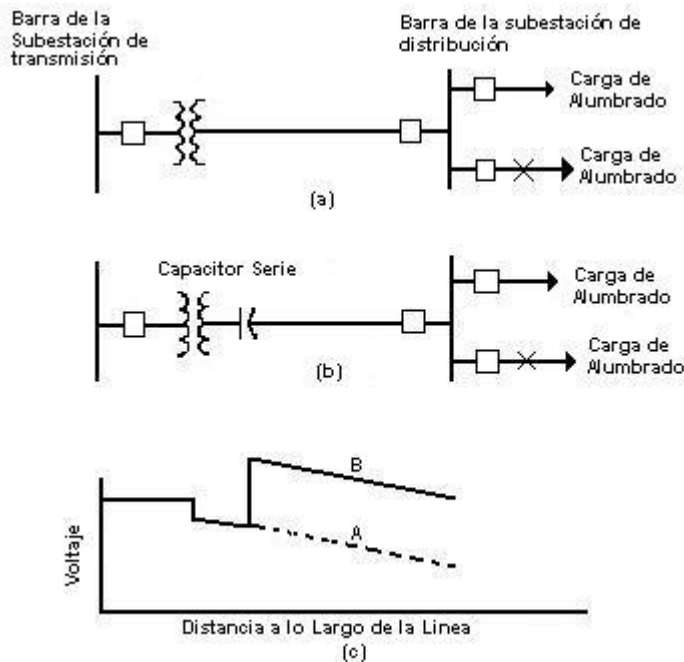 Barra de la
Subestación de
transmisión
Barra de la subestación de
distribución
Carga de
Alumbrado
Carga de
Alumbrado
(a)
Capacitor Serie
Carga de
Alumbrado
Carga de
Alumbrado
(b)
B
A
Voltaje
Distancia a lo Largo de la Linea
(c)